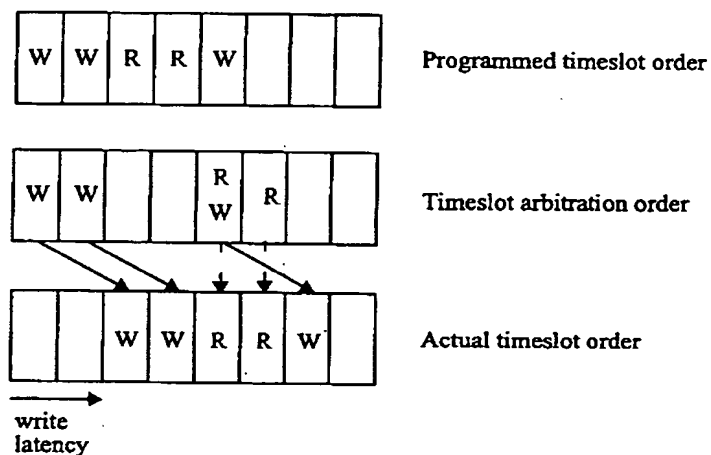 W W R R W Programmed timeslot order
R
W W R Timeslot arbitration order
W
W W R R W Actual timeslot order
write
latency